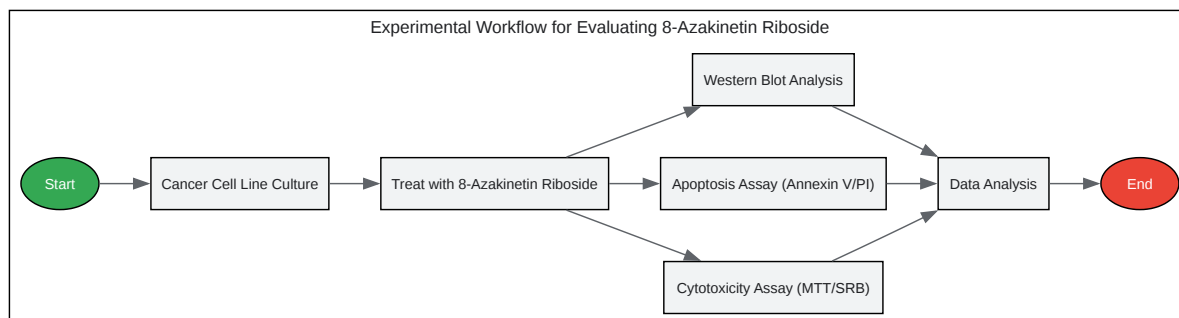 Experimental Workflow for Evaluating 8-Azakinetin Riboside
Western Blot Analysis
Start
Cancer Cell Line Culture
Treat with 8-Azakinetin Riboside
Apoptosis Assay (Annexin V/PI)
Data Analysis
End
Cytotoxicity Assay (MTT/SRB)